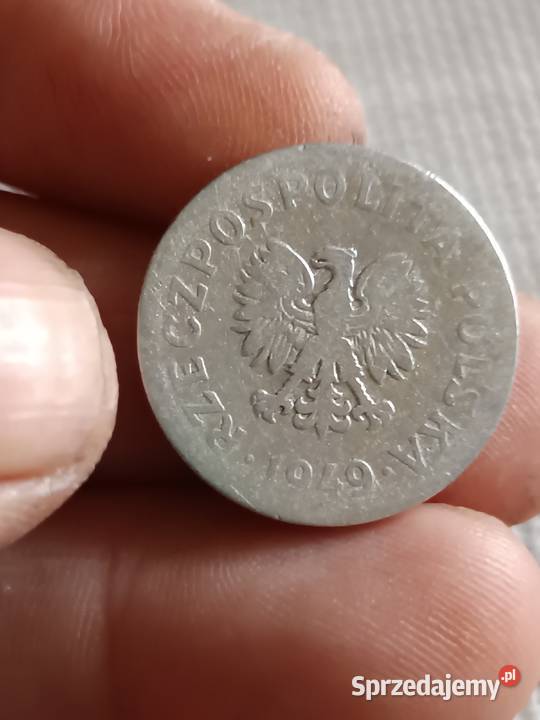 RZECZPOSPOLITA POLSKA
· 1949 ·
Sprzedajemy.pl